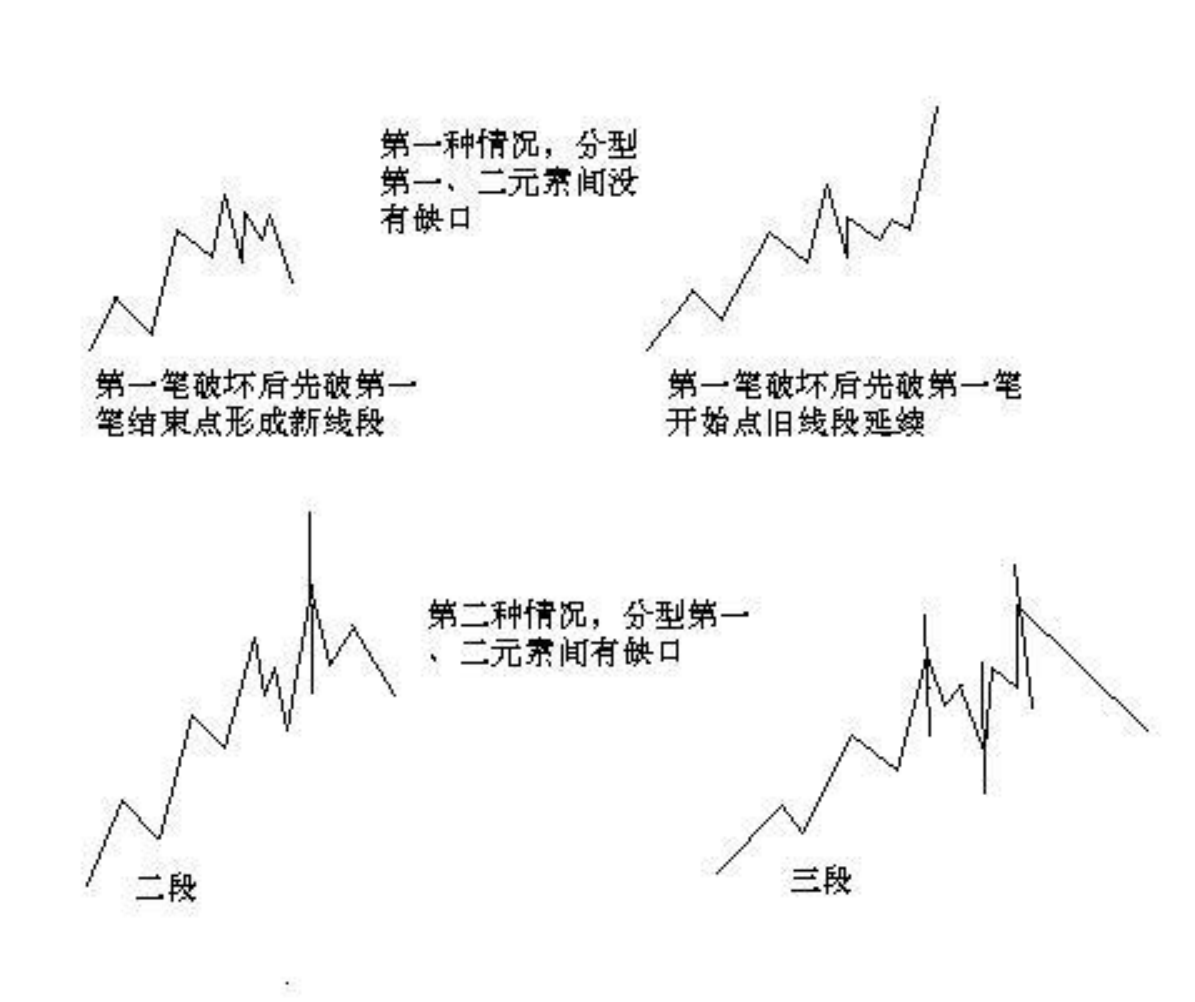 第一种情况，分型
第一、二元素间没
有缺口
第一笔破坏后先破第一
笔结束点形成新线段
第一笔破坏后先破第一笔
开始点旧线段延续
第二种情况，分型第一
、二元素间有缺口
二段
三段